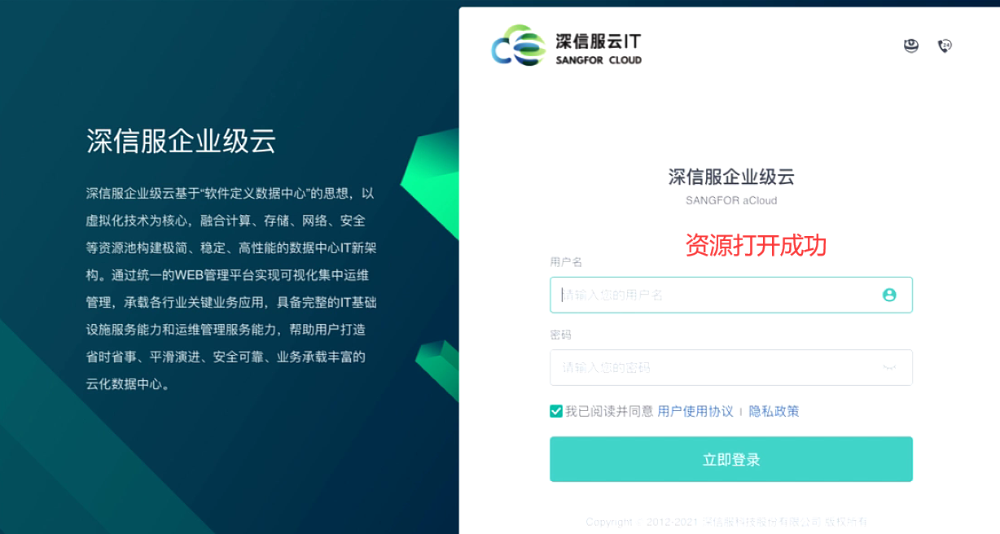 深信服云IT
SANGFOR CLOUD
24
深信服企业级云
深信服企业级云基于“软件定义数据中心”的思想，以
虚拟化技术为核心，融合计算、存储、网络、安全
等资源池构建极简、稳定、高性能的数据中心IT新架
构。通过统一的WEB管理平台实现可视化集中运维
管理，承载各行业关键业务应用，具备完整的IT基础
设施服务能力和运维管理服务能力，帮助用户打造
省时省事、平滑演进、安全可靠、业务承载丰富的
云化数据中心。
深信服企业级云
SANGFOR aCloud
资源打开成功
用户名
请输入您的用户名
密码
请输入您的密码
我已阅读并同意 用户使用协议 | 隐私政策
立即登录
Copyright © 2012-2021 深信服科技股份有限公司 版权所有